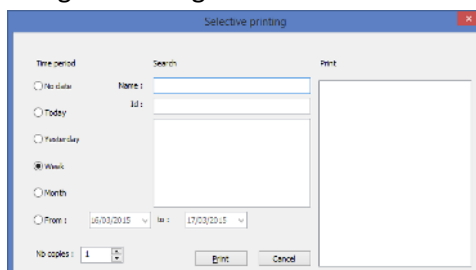 Selective printing
Time period
Search
Print
No date
Name :
Id :
Today
Yesterday
Week
Month
From :
16/03/2015
to :
17/03/2015
Nb copies :
1
Print
Cancel